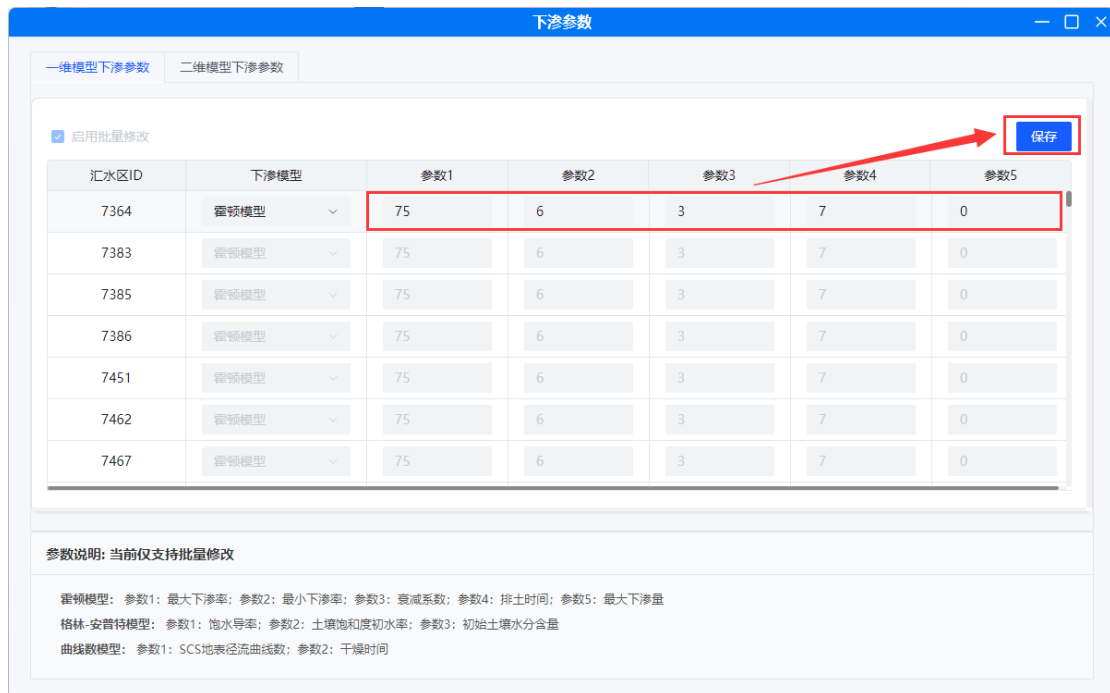 下渗参数
一维模型下渗参数 二维模型下渗参数
启用批量修改 保存
汇水区ID 下渗模型 参数1 参数2 参数3 参数4 参数5
7364 霍顿模型 75 6 3 7 0
7383 霍顿模型 75 6 3 7 0
7385 霍顿模型 75 6 3 7 0
7386 霍顿模型 75 6 3 7 0
7451 霍顿模型 75 6 3 7 0
7462 霍顿模型 75 6 3 7 0
7467 霍顿模型 75 6 3 7 0
参数说明: 当前仅支持批量修改
霍顿模型： 参数1：最大下渗率；参数2：最小下渗率；参数3：衰减系数；参数4：排土时间；参数5：最大下渗量
格林-安普特模型： 参数1：饱水导率；参数2：土壤饱和度初水率；参数3：初始土壤水分含量
曲线数模型： 参数1：SCS地表径流曲线数；参数2：干燥时间